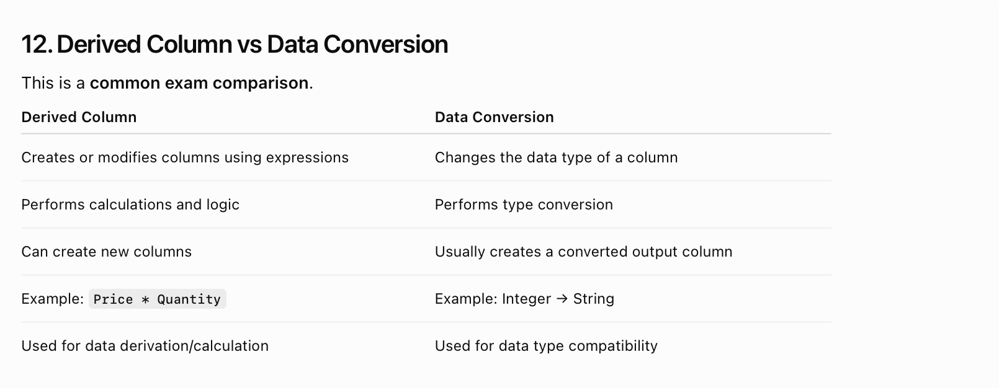 12. Derived Column vs Data Conversion
This is a common exam comparison.
Derived Column Data Conversion
Creates or modifies columns using expressions Changes the data type of a column
Performs calculations and logic Performs type conversion
Can create new columns Usually creates a converted output column
Example: Price * Quantity Example: Integer → String
Used for data derivation/calculation Used for data type compatibility